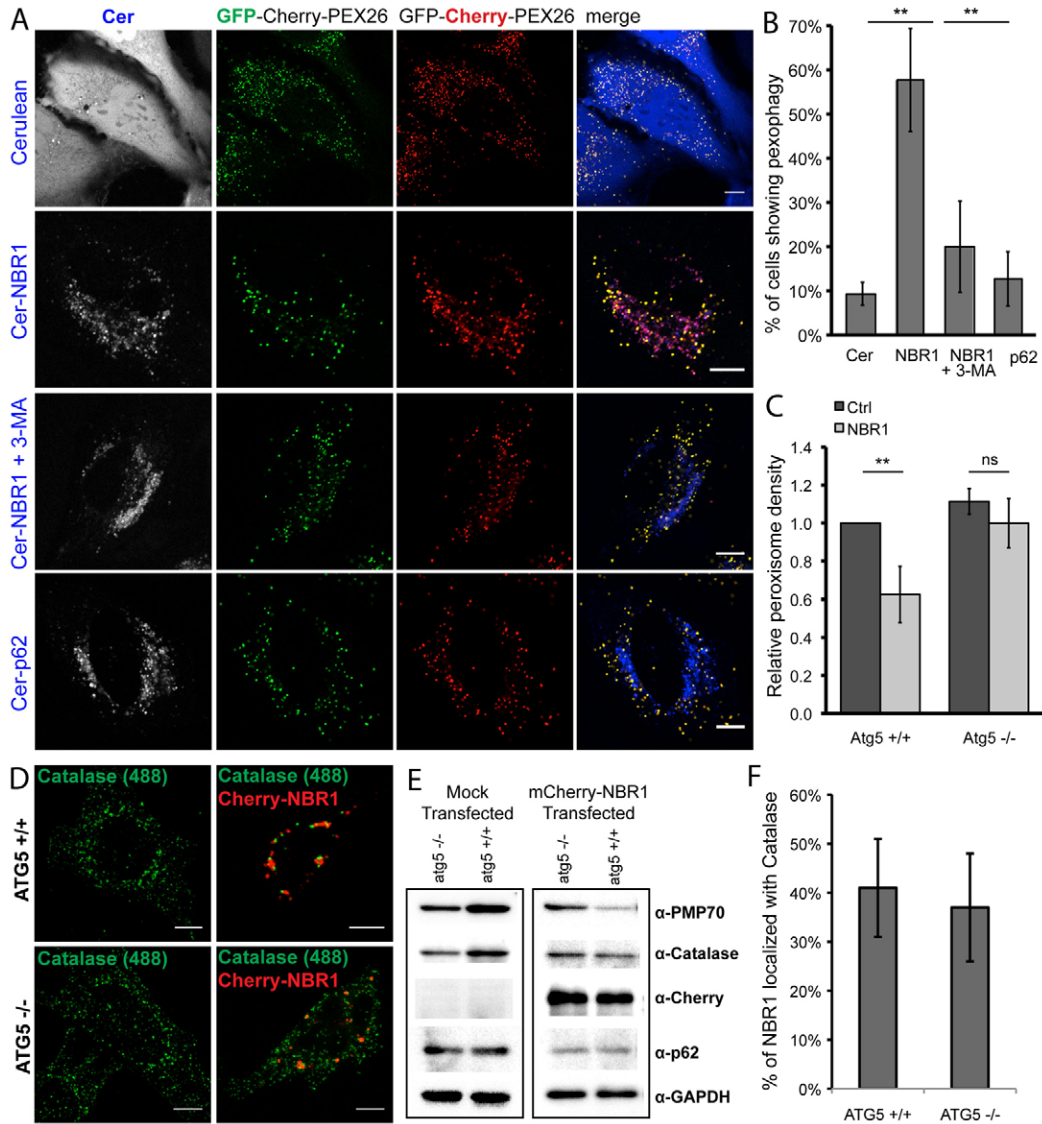 A
Cer
GFP-Cherry-PEX26
GFP-Cherry-PEX26
merge
Cerulean
Cer-NBR1
Cer-NBR1 + 3-MA
Cer-p62
B
% of cells showing pexophagy
70%
60%
50%
40%
30%
20%
10%
0%
**
**
Cer
NBR1
NBR1
+ 3-MA
p62
C
Ctrl
NBR1
Relative peroxisome density
1.4
1.2
1.0
0.8
0.6
0.4
0.2
0.0
**
ns
Atg5 +/+
Atg5 -/-
D
ATG5 +/+
Catalase (488)
Catalase (488)
Cherry-NBR1
ATG5 -/-
Catalase (488)
Catalase (488)
Cherry-NBR1
E
Mock
Transfected
mCherry-NBR1
Transfected
atg5 -/-
atg5 +/+
atg5 -/-
atg5 +/+
α-PMP70
α-Catalase
α-Cherry
α-p62
α-GAPDH
F
% of NBR1 localized with Catalase
60%
50%
40%
30%
20%
10%
0%
ATG5 +/+
ATG5 -/-